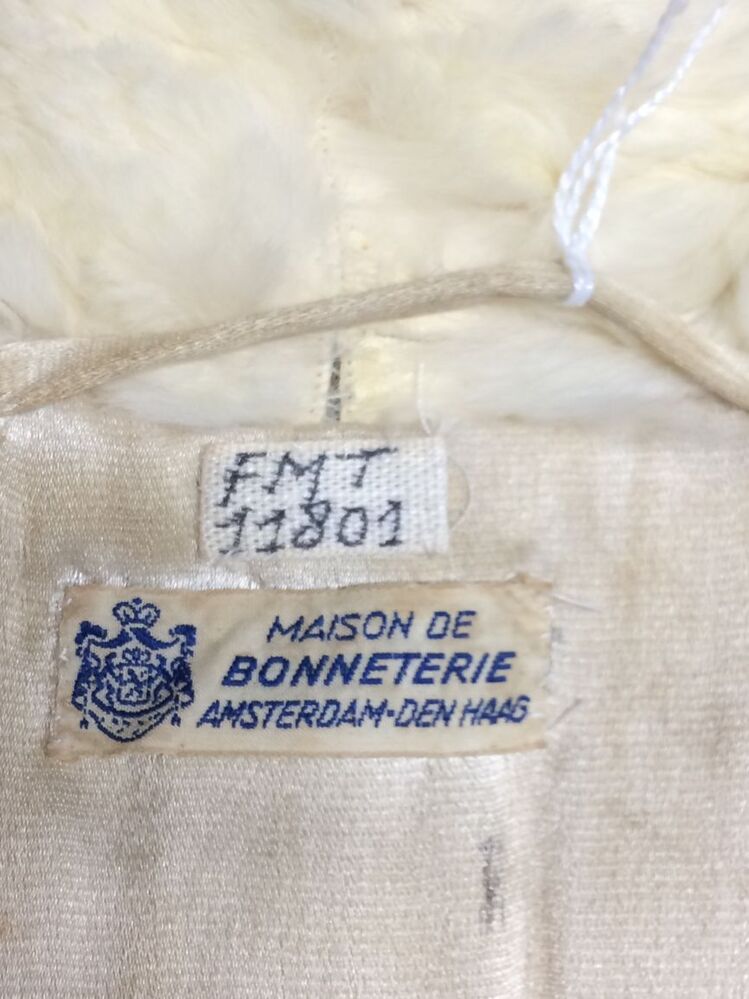 FMT
11801
MAISON DE
BONNETERIE
AMSTERDAM-DEN HAAG